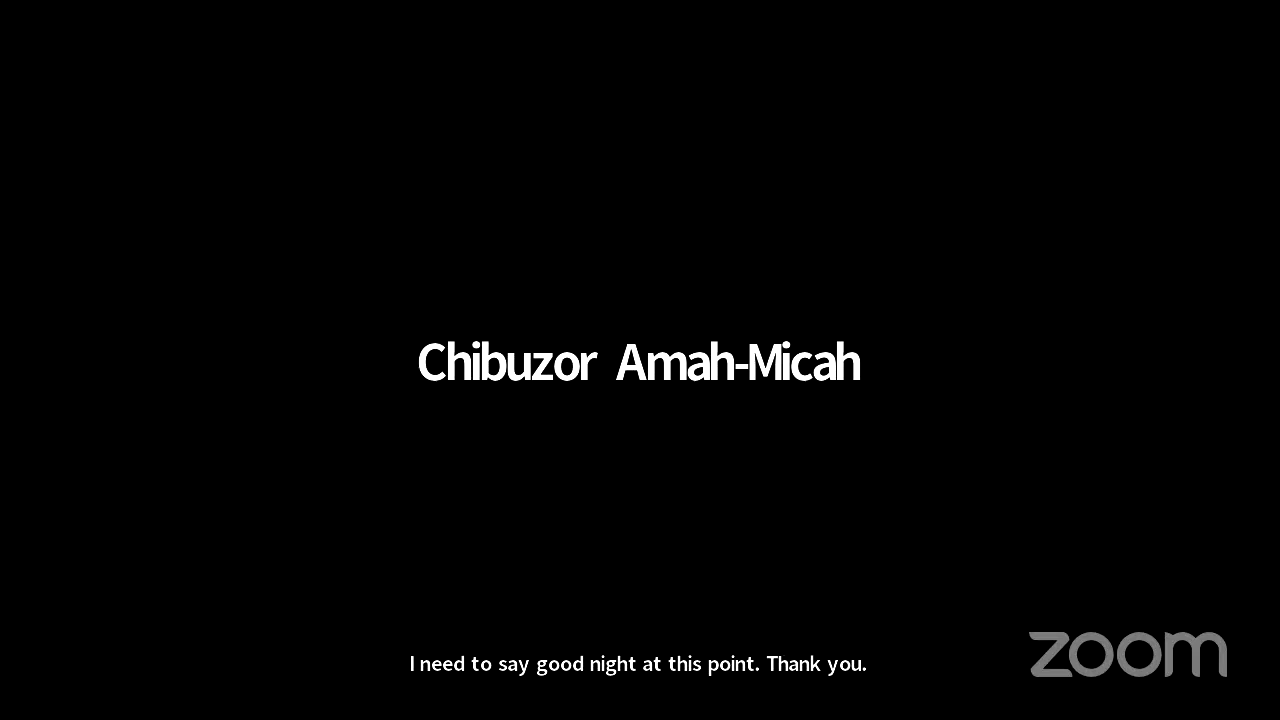 Chibuzor Amah-Micah
I need to say good night at this point. Thank you.
zoom